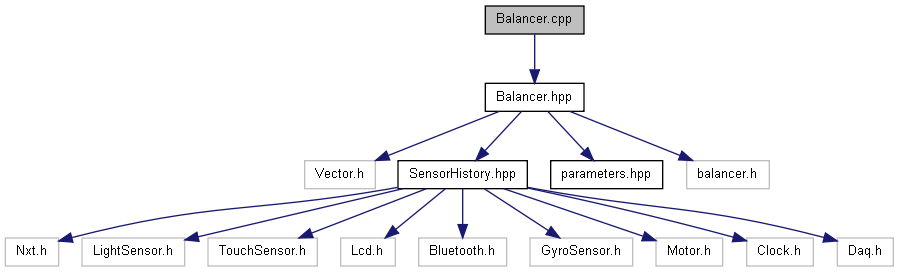 Balancer.cpp
Balancer.hpp
Vector.h
SensorHistory.hpp
parameters.hpp
balancer.h
Nxt.h
LightSensor.h
TouchSensor.h
Lcd.h
Bluetooth.h
GyroSensor.h
Motor.h
Clock.h
Daq.h